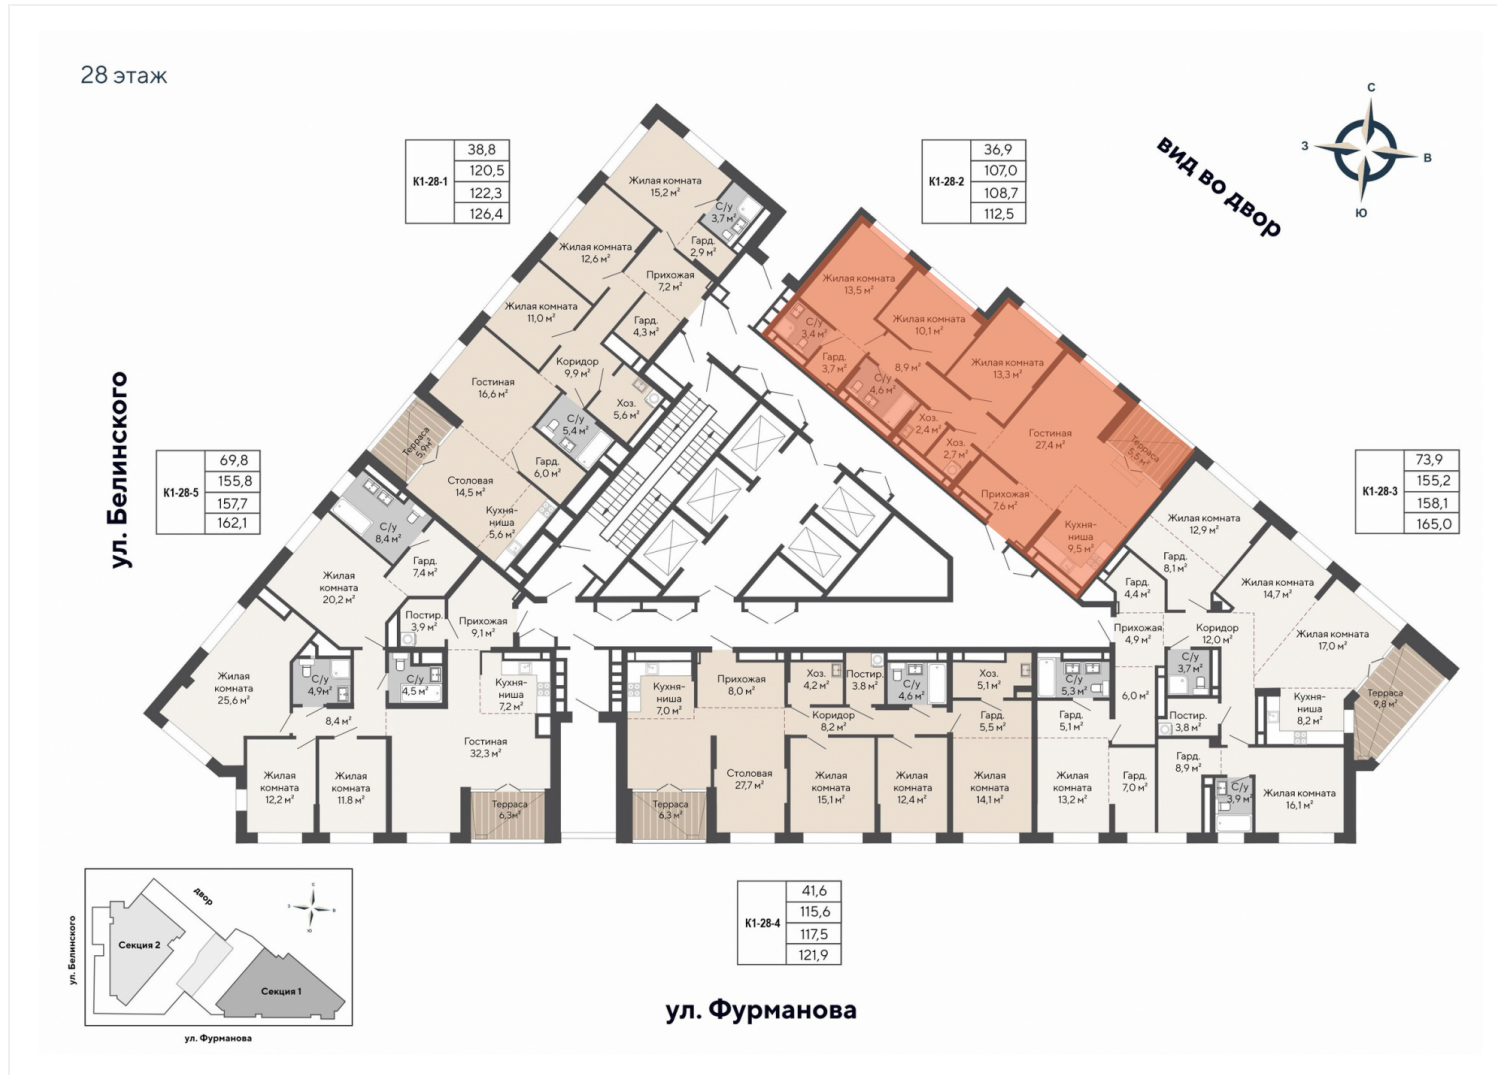 28 этаж
С
З
В
Ю
вид во двор
ул. Белинского
ул. Фурманова
К1-28-1
38,8
120,5
122,3
126,4
К1-28-2
36,9
107,0
108,7
112,5
К1-28-5
69,8
155,8
157,7
162,1
К1-28-3
73,9
155,2
158,1
165,0
К1-28-4
41,6
115,6
117,5
121,9
Жилая комната
15,2 м²
С/у
3,7 м²
Гард.
2,9 м²
Жилая комната
12,6 м²
Прихожая
7,2 м²
Жилая комната
11,0 м²
Гард.
4,3 м²
Коридор
9,9 м²
Гостиная
16,6 м²
Хоз.
5,6 м²
С/у
5,4 м²
Терраса
5,9м²
Гард.
6,0 м²
Столовая
14,5 м²
Кухня-
ниша
5,6 м²
Жилая комната
13,5 м²
С/у
3,4 м²
Жилая комната
10,1 м²
Гард.
3,7 м²
8,9 м²
Жилая комната
13,3 м²
С/у
4,6 м²
Хоз.
2,4 м²
Хоз.
2,7 м²
Гостиная
27,4 м²
Терраса
5,5 м²
Прихожая
7,6 м²
Кухня-
ниша
9,5 м²
С/у
8,4 м²
Гард.
7,4 м²
Жилая
комната
20,2 м²
Постир.
3,9 м²
Прихожая
9,1 м²
Жилая
комната
25,6 м²
С/у
4,9м²
С/у
4,5 м²
Кухня-
ниша
7,2 м²
8,4 м²
Гостиная
32,3 м²
Жилая
комната
12,2 м²
Жилая
комната
11.8 м²
Терраса
6,3м²
Кухня-
ниша
7,0 м²
Прихожая
8,0 м²
Хоз.
4,2 м²
Постир.
3.8 м²
С/у
4,6 м²
Хоз.
5,1 м²
Коридор
8,2 м²
Гард.
5,5 м²
Столовая
27,7 м²
Терраса
6,3 м²
Жилая
комната
15,1 м²
Жилая
комната
12,4 м²
Жилая
комната
14,1 м²
Жилая комната
12,9 м²
Гард.
8,1 м²
Гард.
4,4 м²
Жилая комната
14,7 м²
Прихожая
4,9 м²
Коридор
12,0 м²
Жилая комната
17,0 м²
С/у
5,3 м²
С/у
3,7 м²
6,0 м²
Терраса
9,8 м²
Кухня-
ниша
8,2 м²
Гард.
5,1 м²
Постир.
3,8 м²
Гард.
8,9 м²
Жилая
комната
13,2 м²
Гард.
7,0 м²
С/у
3,9 м²
Жилая комната
16,1 м²
двор
С
З
В
Ю
Секция 2
Секция 1
ул. Белинского
ул. Фурманова